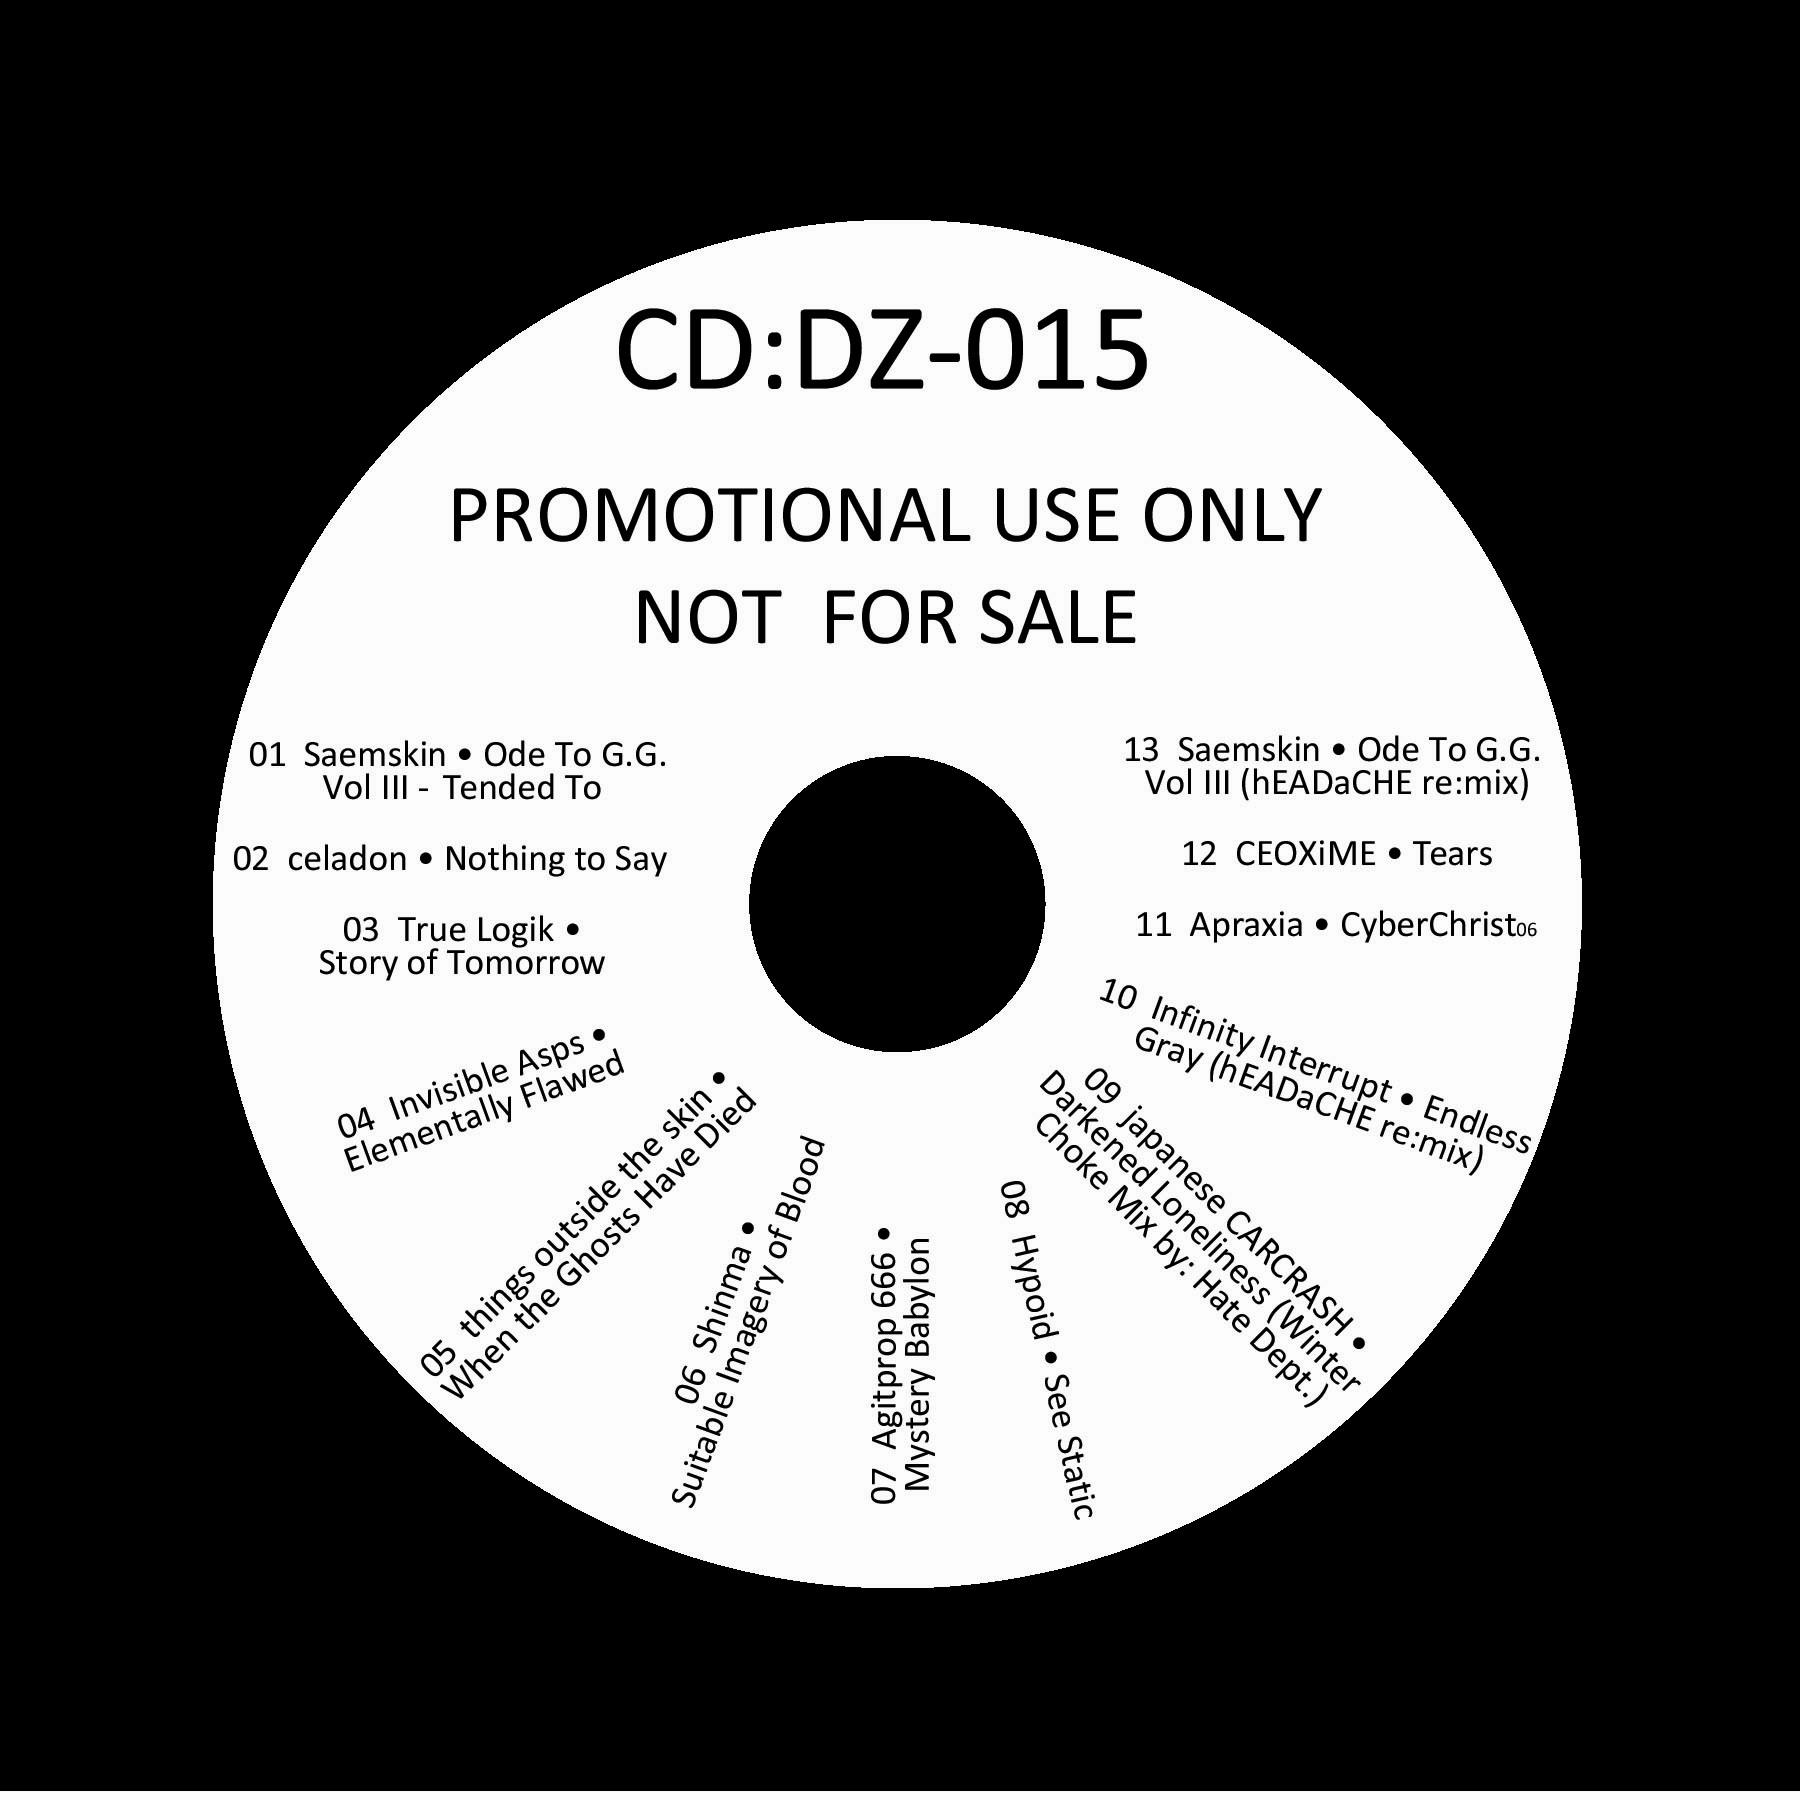 CD:DZ-015
PROMOTIONAL USE ONLY
NOT FOR SALE
01 Saemskin • Ode To G.G.
Vol III - Tended To
02 celadon • Nothing to Say
03 True Logik •
Story of Tomorrow
04 Invisible Asps •
Elementally Flawed
05 things outside the skin •
When the Ghosts Have Died
06 Shinma •
Suitable Imagery of Blood
07 Agitprop 666 •
Mystery Babylon
08 Hypoid • See Static
09 japanese CARCRASH •
Darkened Loneliness (Winter
Choke Mix by: Hate Dept.)
10 Infinity Interrupt • Endless
Gray (hEADaCHE re:mix)
11 Apraxia • CyberChrist06
12 CEOXiME • Tears
13 Saemskin • Ode To G.G.
Vol III (hEADaCHE re:mix)